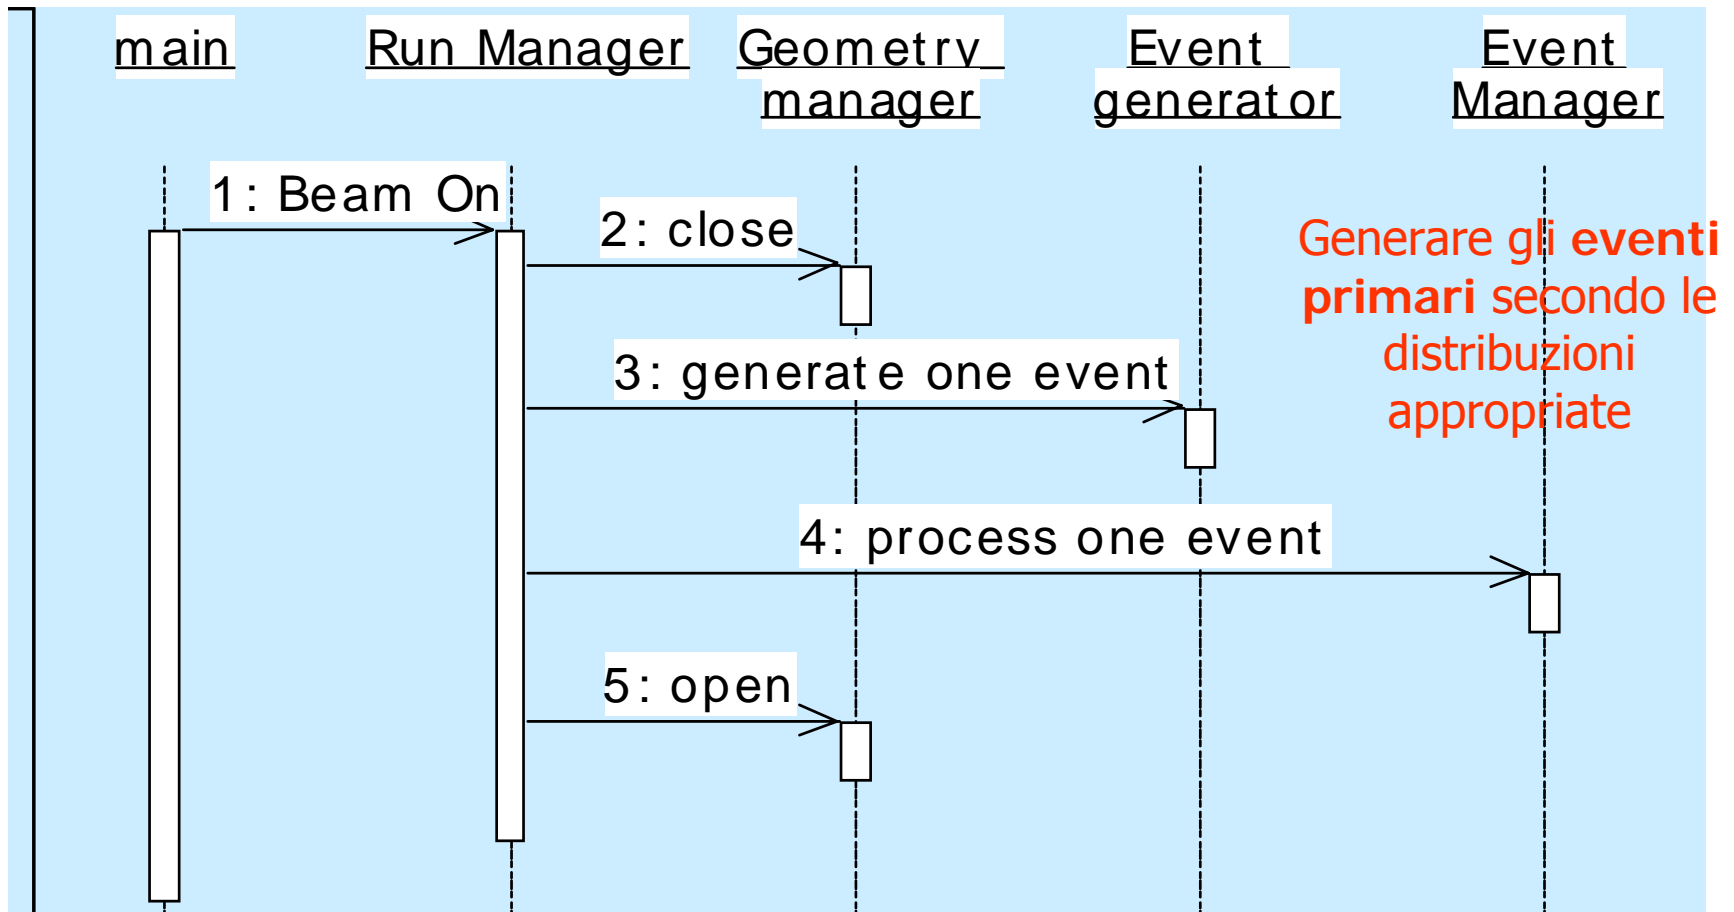 main
Run Manager
Geometry
manager
Event
generator
Event
Manager
1: Beam On
2: close
Generare gli eventi
primari secondo le
distribuzioni
appropriate
3: generate one event
4: process one event
5: open